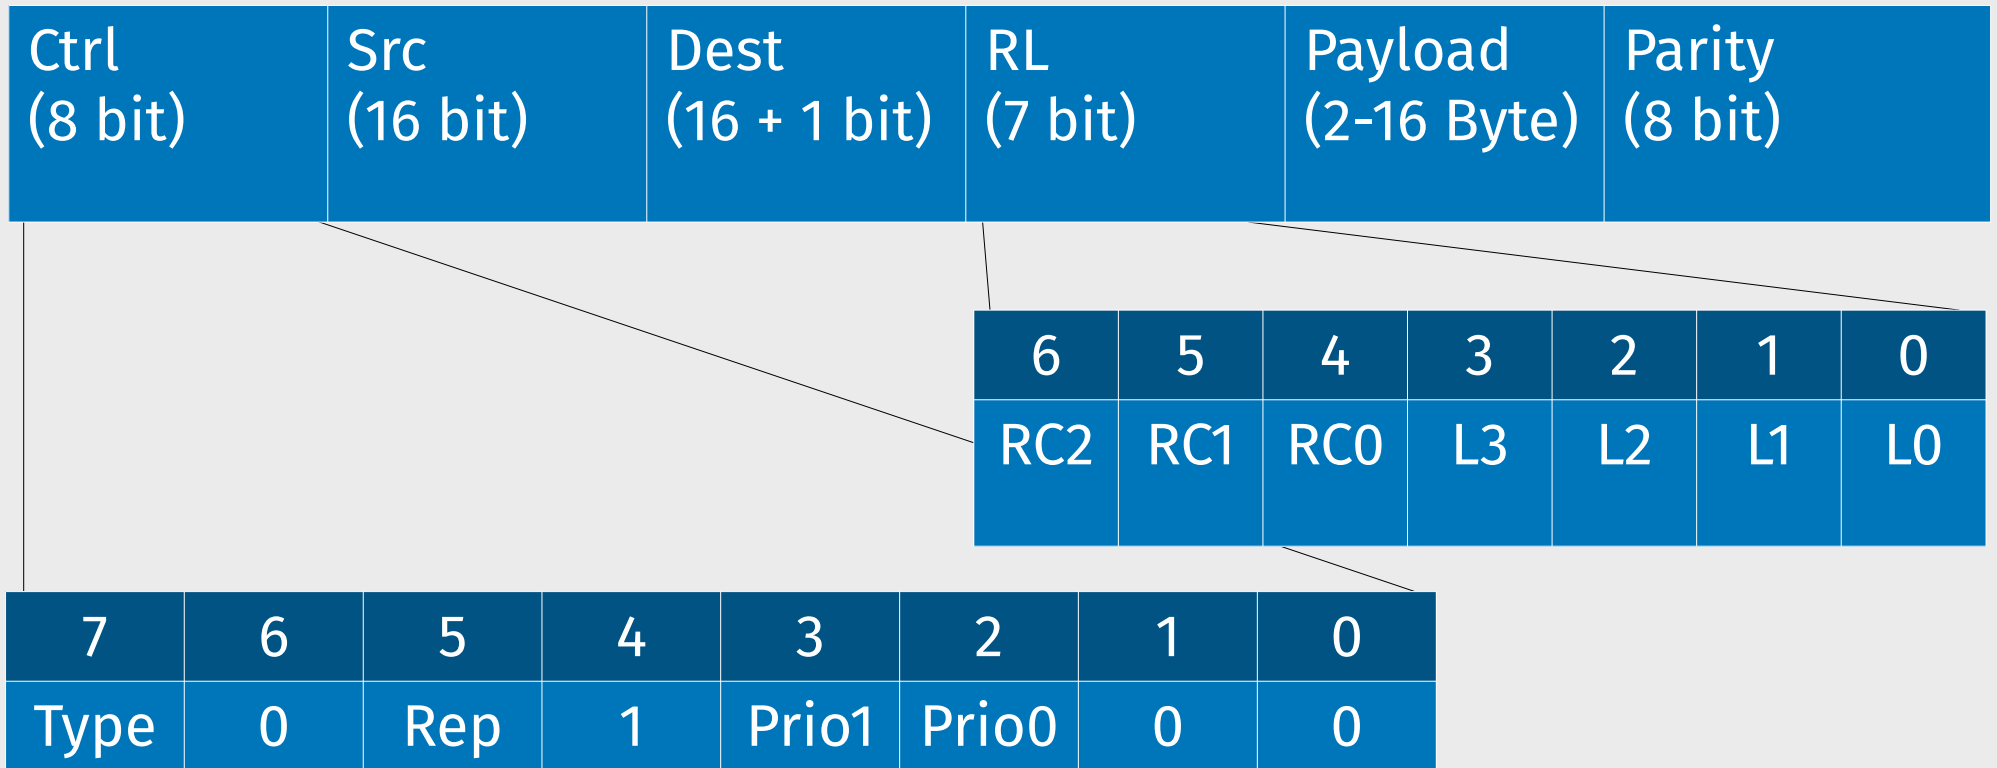 Ctrl Src Dest RL Payload Parity
(8 bit) (16 bit) (16 + 1 bit) (7 bit) (2-16 Byte) (8 bit)
6 5 4 3 2 1 0
RC2 RC1 RC0 L3 L2 L1 L0
7 6 5 4 3 2 1 0
Type 0 Rep 1 Prio1 Prio0 0 0